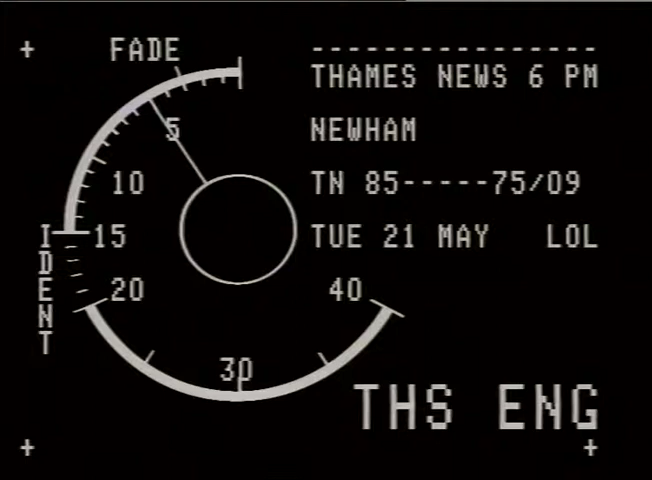 FADE
----------------
THAMES NEWS 6 PM
5
NEWHAM
10
TN 85-----75/09
15
TUE 21 MAY LOL
IDENT
20
40
30
THS ENG